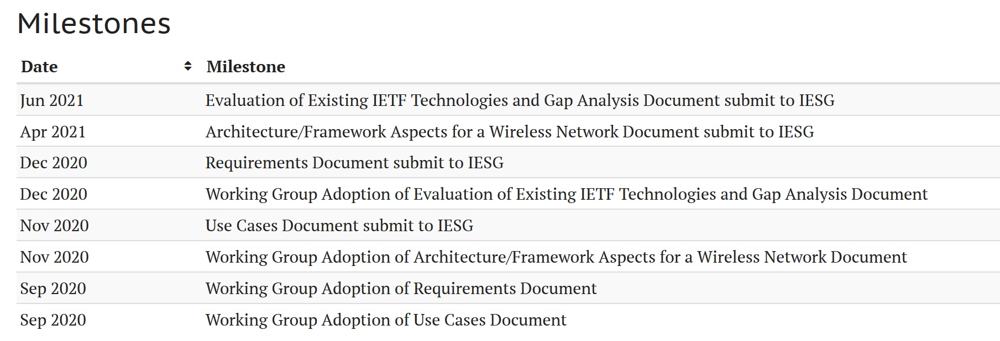 Milestones
Date Milestone
Jun 2021 Evaluation of Existing IETF Technologies and Gap Analysis Document submit to IESG
Apr 2021 Architecture/Framework Aspects for a Wireless Network Document submit to IESG
Dec 2020 Requirements Document submit to IESG
Dec 2020 Working Group Adoption of Evaluation of Existing IETF Technologies and Gap Analysis Document
Nov 2020 Use Cases Document submit to IESG
Nov 2020 Working Group Adoption of Architecture/Framework Aspects for a Wireless Network Document
Sep 2020 Working Group Adoption of Requirements Document
Sep 2020 Working Group Adoption of Use Cases Document